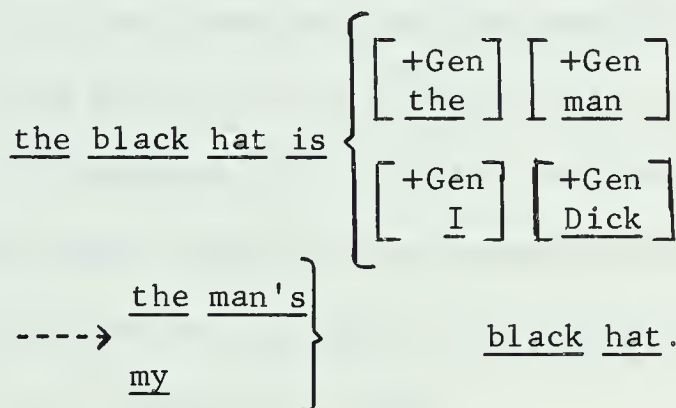 +Gen +Gen
the man
the black hat is
+Gen +Gen
I Dick
the man's
----> black hat.
my